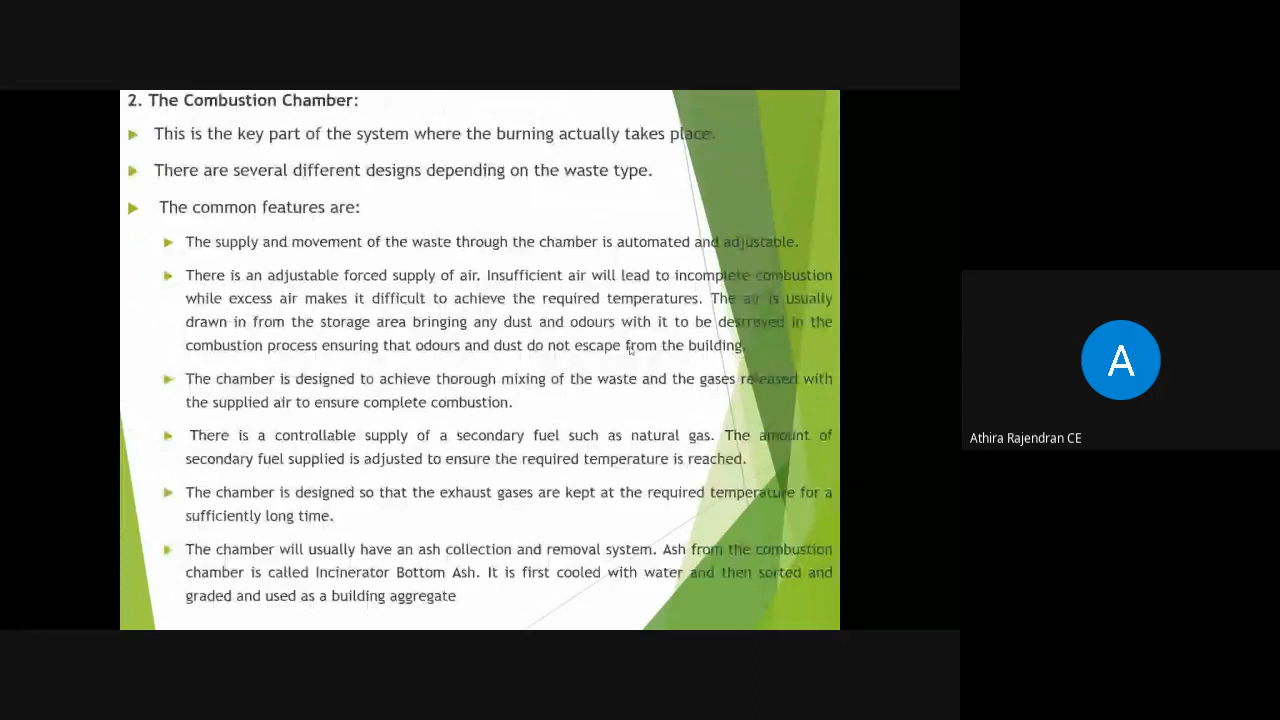 2. The Combustion Chamber:
This is the key part of the system where the burning actually takes place.
There are several different designs depending on the waste type.
The common features are:
The supply and movement of the waste through the chamber is automated and adjustable.
There is an adjustable forced supply of air. Insufficient air will lead to incomplete combustion
while excess air makes it difficult to achieve the required temperatures. The air is usually
drawn in from the storage area bringing any dust and odours with it to be destroyed in the
combustion process ensuring that odours and dust do not escape from the building.
The chamber is designed to achieve thorough mixing of the waste and the gases released with
the supplied air to ensure complete combustion.
There is a controllable supply of a secondary fuel such as natural gas. The amount of
secondary fuel supplied is adjusted to ensure the required temperature is reached.
The chamber is designed so that the exhaust gases are kept at the required temperature for a
sufficiently long time.
The chamber will usually have an ash collection and removal system. Ash from the combustion
chamber is called Incinerator Bottom Ash. It is first cooled with water and then sorted and
graded and used as a building aggregate
A
Athira Rajendran CE